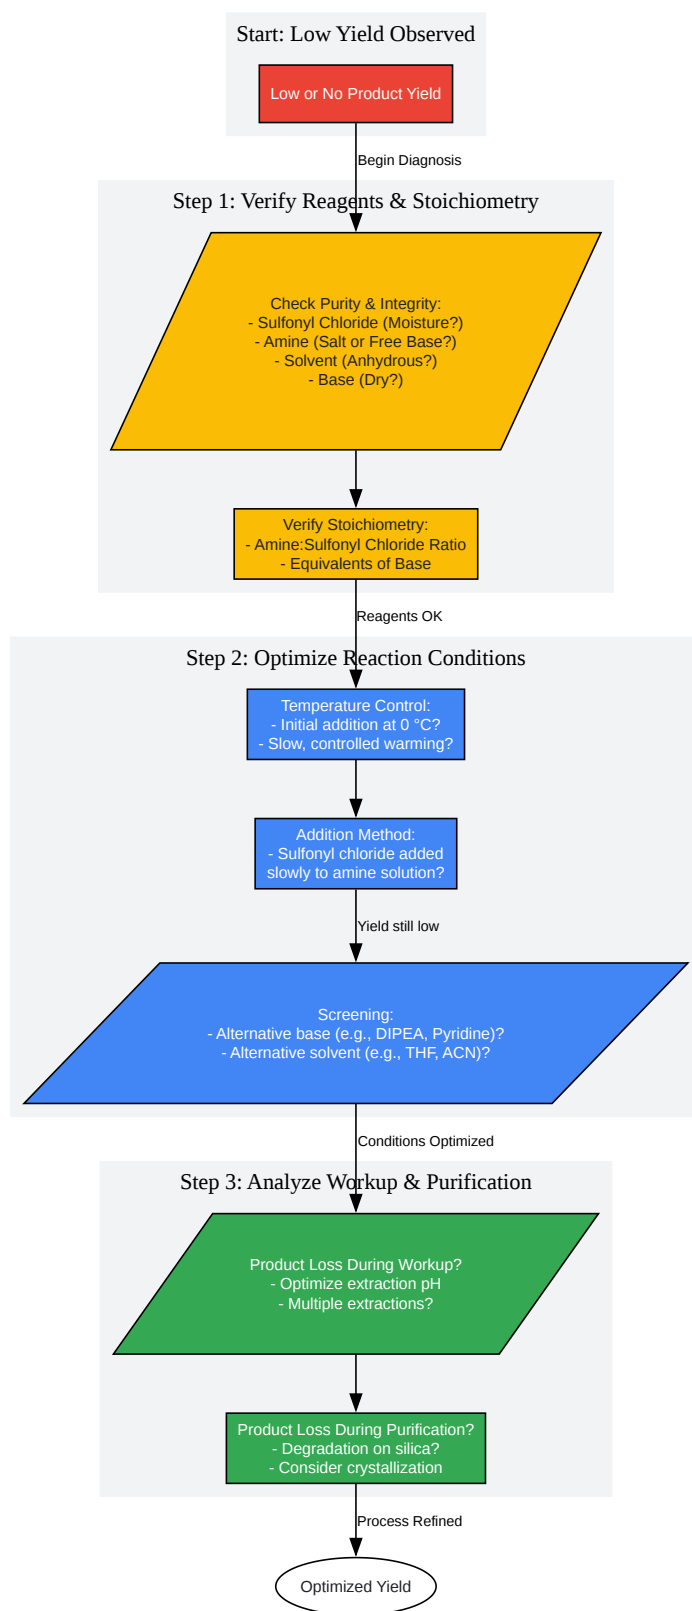 Start: Low Yield Observed
Low or No Product Yield
Begin Diagnosis
Step 1: Verify Reagents & Stoichiometry
Check Purity & Integrity:
- Sulfonyl Chloride (Moisture?)
- Amine (Salt or Free Base?)
- Solvent (Anhydrous?)
- Base (Dry?)
Verify Stoichiometry:
- Amine:Sulfonyl Chloride Ratio
- Equivalents of Base
Reagents OK
Step 2: Optimize Reaction Conditions
Temperature Control:
- Initial addition at 0 °C?
- Slow, controlled warming?
Addition Method:
- Sulfonyl chloride added
slowly to amine solution?
Yield still low
Screening:
- Alternative base (e.g., DIPEA, Pyridine)?
- Alternative solvent (e.g., THF, ACN)?
Conditions Optimized
Step 3: Analyze Workup & Purification
Product Loss During Workup?
- Optimize extraction pH
- Multiple extractions?
Product Loss During Purification?
- Degradation on silica?
- Consider crystallization
Process Refined
Optimized Yield